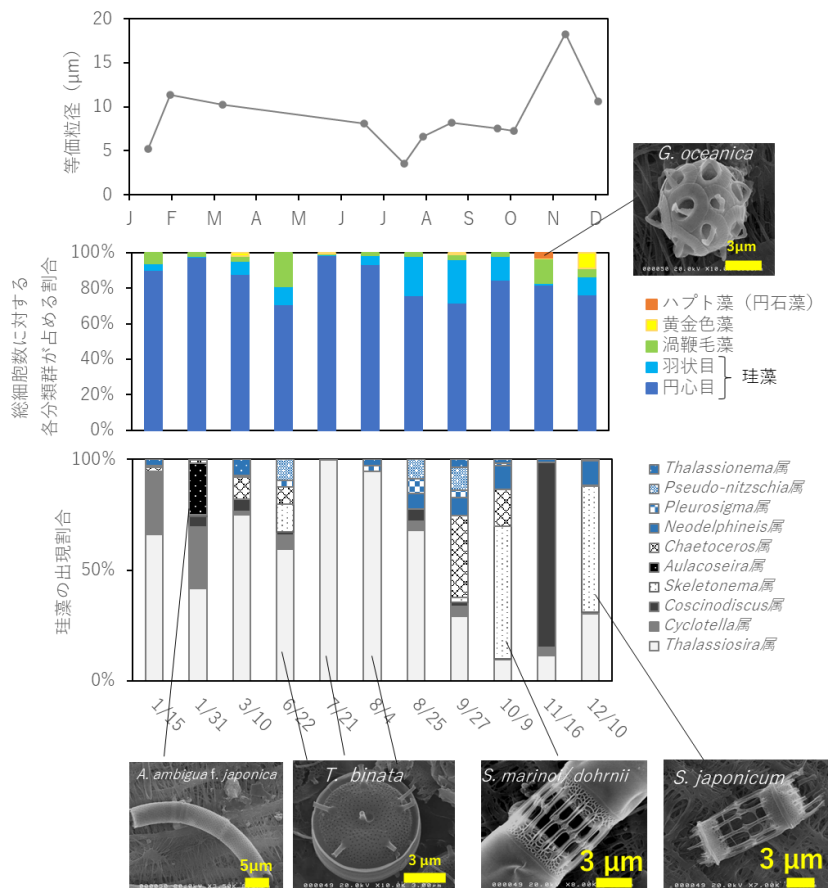 20
15
10
5
0
等価粒径（μm）
J F M A M J J A S O N D
G. oceanica
3μm
100%
80%
60%
40%
20%
0%
総細胞数に対する
各分類群が占める割合
ハプト藻（円石藻）
黄金色藻
渦鞭毛藻
羽状目
円心目
珪藻
100%
50%
0%
珪藻の出現割合
Thalassionema属
Pseudo-nitzschia属
Pleurosigma属
Neodelphineis属
Chaetoceros属
Aulacoseira属
Skeletonema属
Coscinodiscus属
Cyclotella属
Thalassiosira属
1/15 1/31 3/10 6/22 7/21 8/4 8/25 9/27 10/9 11/16 12/10
A. ambigua f. japonica
5μm
T. binata
3 μm
S. marinoi/ dohrnii
3 μm
S. japonicum
3 μm